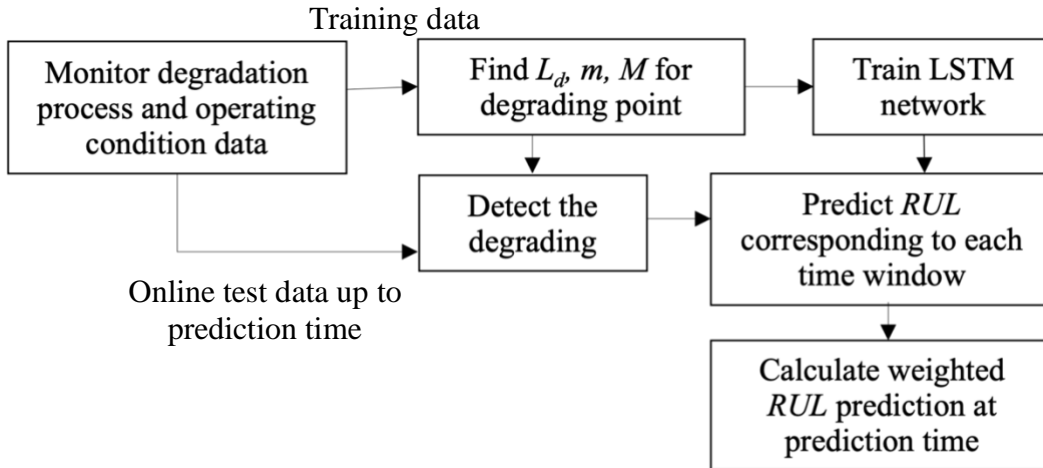 Training data
Monitor degradation
process and operating
condition data
Find L_d, m, M for
degrading point
Train LSTM
network
Detect the
degrading
Predict RUL
corresponding to each
time window
Online test data up to
prediction time
Calculate weighted
RUL prediction at
prediction time